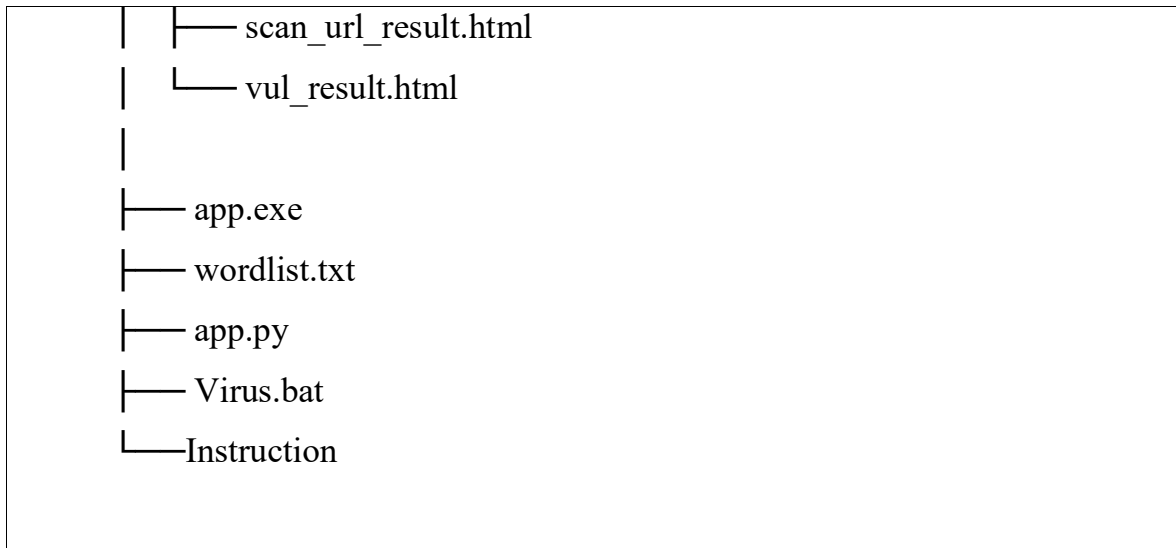 │ ├── scan_url_result.html
│ └── vul_result.html
│
├── app.exe
├── wordlist.txt
├── app.py
├── Virus.bat
└──Instruction